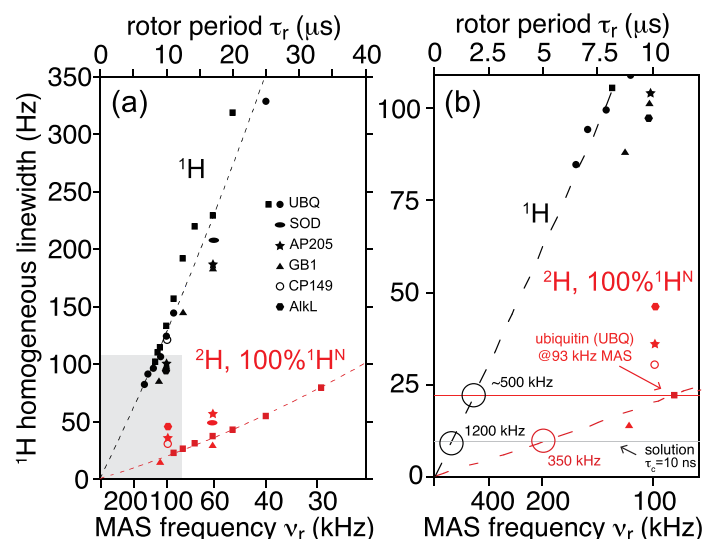 rotor period τr (μs)
0 10 20 30 40
350
300
250
200
150
100
50
0
¹H homogeneous linewidth (Hz)
(a)
¹H
UBQ
SOD
AP205
GB1
CP149
AlkL
²H, 100%¹Hᴺ
200 100 60 40 30
MAS frequency νr (kHz)
rotor period τr (μs)
0 2.5 5 7.5 10
100
75
50
25
0
(b)
¹H
²H, 100%¹Hᴺ
ubiquitin (UBQ)
@93 kHz MAS
~500 kHz
1200 kHz
350 kHz
solution
τc=10 ns
400 200 100
MAS frequency νr (kHz)